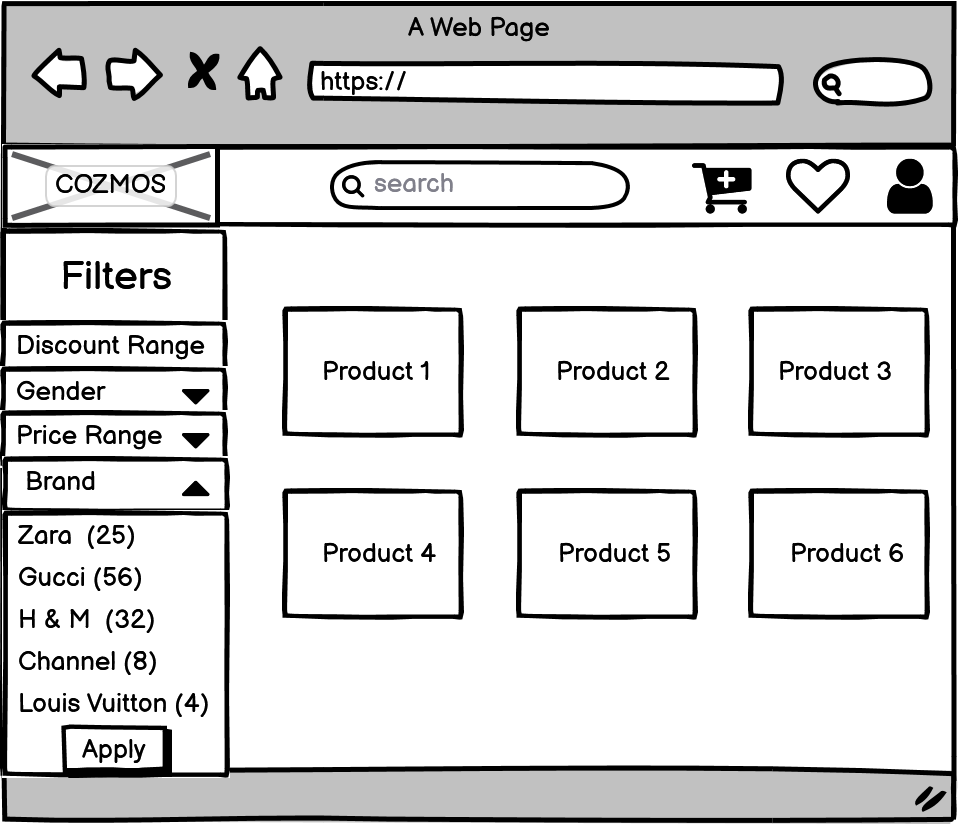 A Web Page
https://
COZMOS
search
Filters
Discount Range
Gender
Price Range
Brand
Zara (25)
Gucci (56)
H & M (32)
Channel (8)
Louis Vuitton (4)
Apply
Product 1
Product 2
Product 3
Product 4
Product 5
Product 6